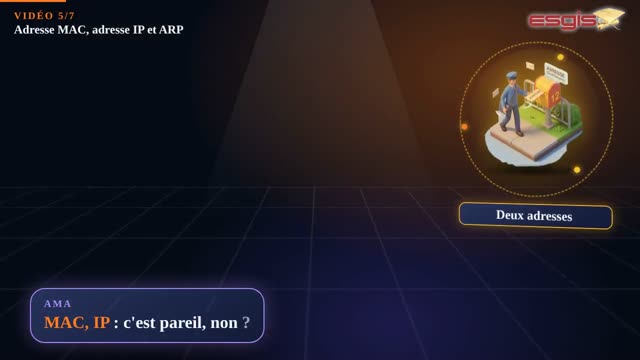 VIDÉO 5/7
Adresse MAC, adresse IP et ARP
esgis
Deux adresses
AMA
MAC, IP : c'est pareil, non ?